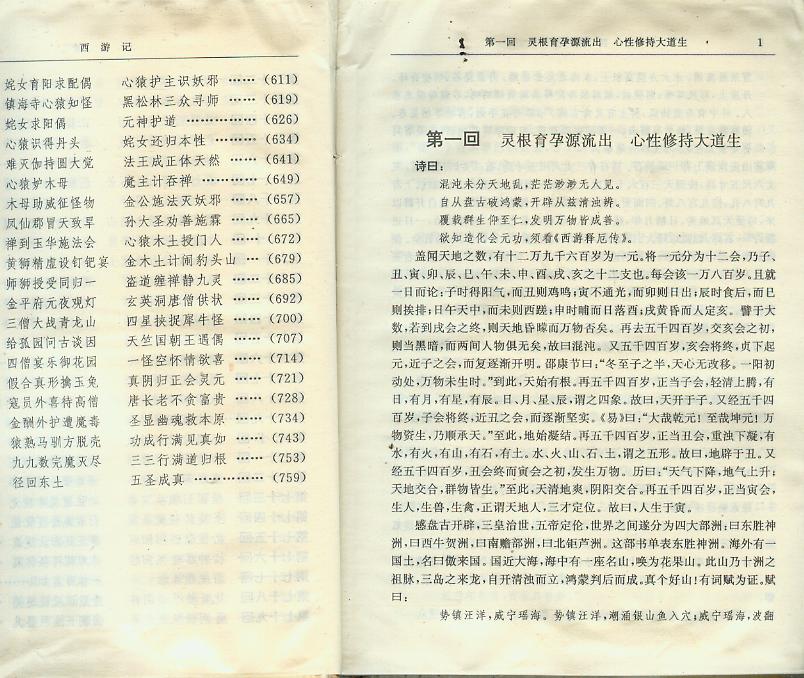 西游记
姹女育阳求配偶 心猿护主识妖邪 …… (611)
镇海寺心猿知怪 黑松林三众寻师 …… (619)
姹女求阳偶 元神护道 …………… (626)
心猿识得丹头 姹女还归本性 …… (634)
难灭伽持圆大觉 法王成正体天然 …… (641)
心猿妒木母 魔主计吞禅 ………… (649)
木母助威征怪物 金公施法灭妖邪 …… (657)
凤仙郡冒天致旱 孙大圣劝善施霖 …… (665)
禅到玉华施法会 心猿木土授门人 …… (672)
黄狮精虚设钉钯宴 金木土计闹豹头山 … (679)
师狮授受同归一 盗道缠禅静九灵 …… (685)
金平府元夜观灯 玄英洞唐僧供状 …… (692)
三僧大战青龙山 四星挟捉犀牛怪 …… (700)
给孤园问古谈因 天竺国朝王遇偶 …… (707)
四僧宴乐御花园 一怪空怀情欲喜 …… (714)
假合真形擒玉兔 真阴归正会灵元 …… (721)
寇员外喜待高僧 唐长老不贪富贵 …… (728)
金酬外护遭魔毒 圣显幽魂救本原 …… (734)
猿熟马驯方脱壳 功成行满见真如 …… (743)
九九数完魔灭尽 三三行满道归根 …… (753)
径回东土 五圣成真 …………… (759)
第一回 灵根育孕源流出 心性修持大道生 1
第一回 灵根育孕源流出 心性修持大道生
诗曰：
混沌未分天地乱，茫茫渺渺无人见。
自从盘古破鸿蒙，开辟从兹清浊辨。
覆载群生仰至仁，发明万物皆成善。
欲知造化会元功，须看《西游释厄传》。
盖闻天地之数，有十二万九千六百岁为一元。将一元分为十二会，乃子、
丑、寅、卯、辰、巳、午、未、申、酉、戌、亥之十二支也。每会该一万八百岁。且就
一日而论：子时得阳气，而丑则鸡鸣；寅不通光，而卯则日出；辰时食后，而巳
则挨排；日午天中，而未则西蹉；申时晡而日落酉；戌黄昏而人定亥。譬于大
数，若到戌会之终，则天地昏曚而万物否矣。再去五千四百岁，交亥会之初，
则当黑暗，而两间人物俱无矣，故曰混沌。又五千四百岁，亥会将终，贞下起
元，近子之会，而复逐渐开明。邵康节曰：“冬至子之半，天心无改移。一阳初
动处，万物未生时。”到此，天始有根。再五千四百岁，正当子会，轻清上腾，有
日，有月，有星，有辰。日、月、星、辰，谓之四象。故曰，天开于子。又经五千四
百岁，子会将终，近丑之会，而逐渐坚实。《易》曰：“大哉乾元！至哉坤元！万
物资生，乃顺承天。”至此，地始凝结。再五千四百岁，正当丑会，重浊下凝，有
水，有火，有山，有石，有土。水、火、山、石、土，谓之五形。故曰，地辟于丑。又
经五千四百岁，丑会终而寅会之初，发生万物。历曰：“天气下降，地气上升；
天地交合，群物皆生。”至此，天清地爽，阴阳交合。再五千四百岁，正当寅会，
生人，生兽，生禽，正谓天地人，三才定位。故曰，人生于寅。
感盘古开辟，三皇治世，五帝定伦，世界之间遂分为四大部洲：曰东胜神
洲，曰西牛贺洲，曰南赡部洲，曰北钜芦洲。这部书单表东胜神洲。海外有一
国土，名曰傲来国。国近大海，海中有一座名山，唤为花果山。此山乃十洲之
祖脉，三岛之来龙，自开清浊而立，鸿蒙判后而成。真个好山！有词赋为证。赋
曰：
势镇汪洋，威宁瑶海。势镇汪洋，潮涌银山鱼入穴；威宁瑶海，波翻